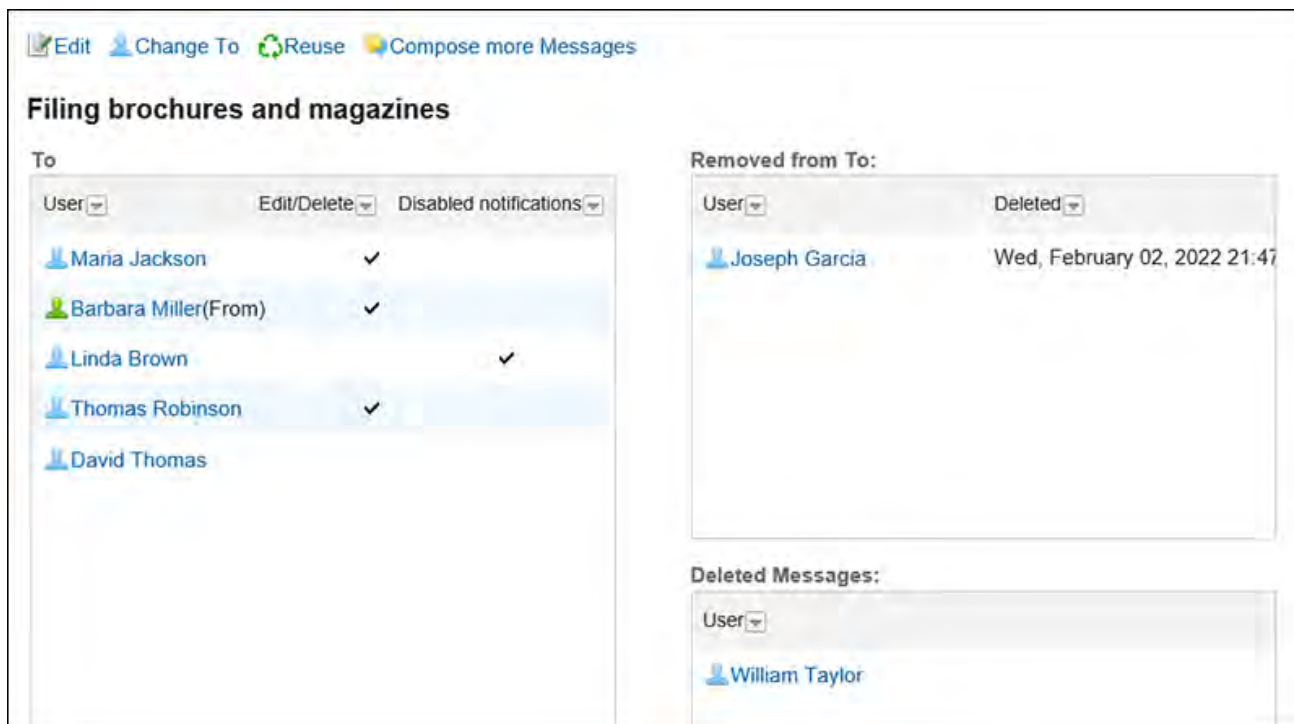 Edit Change To Reuse Compose more Messages
Filing brochures and magazines
To
User Edit/Delete Disabled notifications
Maria Jackson ✓
Barbara Miller(From) ✓
Linda Brown ✓
Thomas Robinson ✓
David Thomas
Removed from To:
User Deleted
Joseph Garcia Wed, February 02, 2022 21:47
Deleted Messages:
User
William Taylor